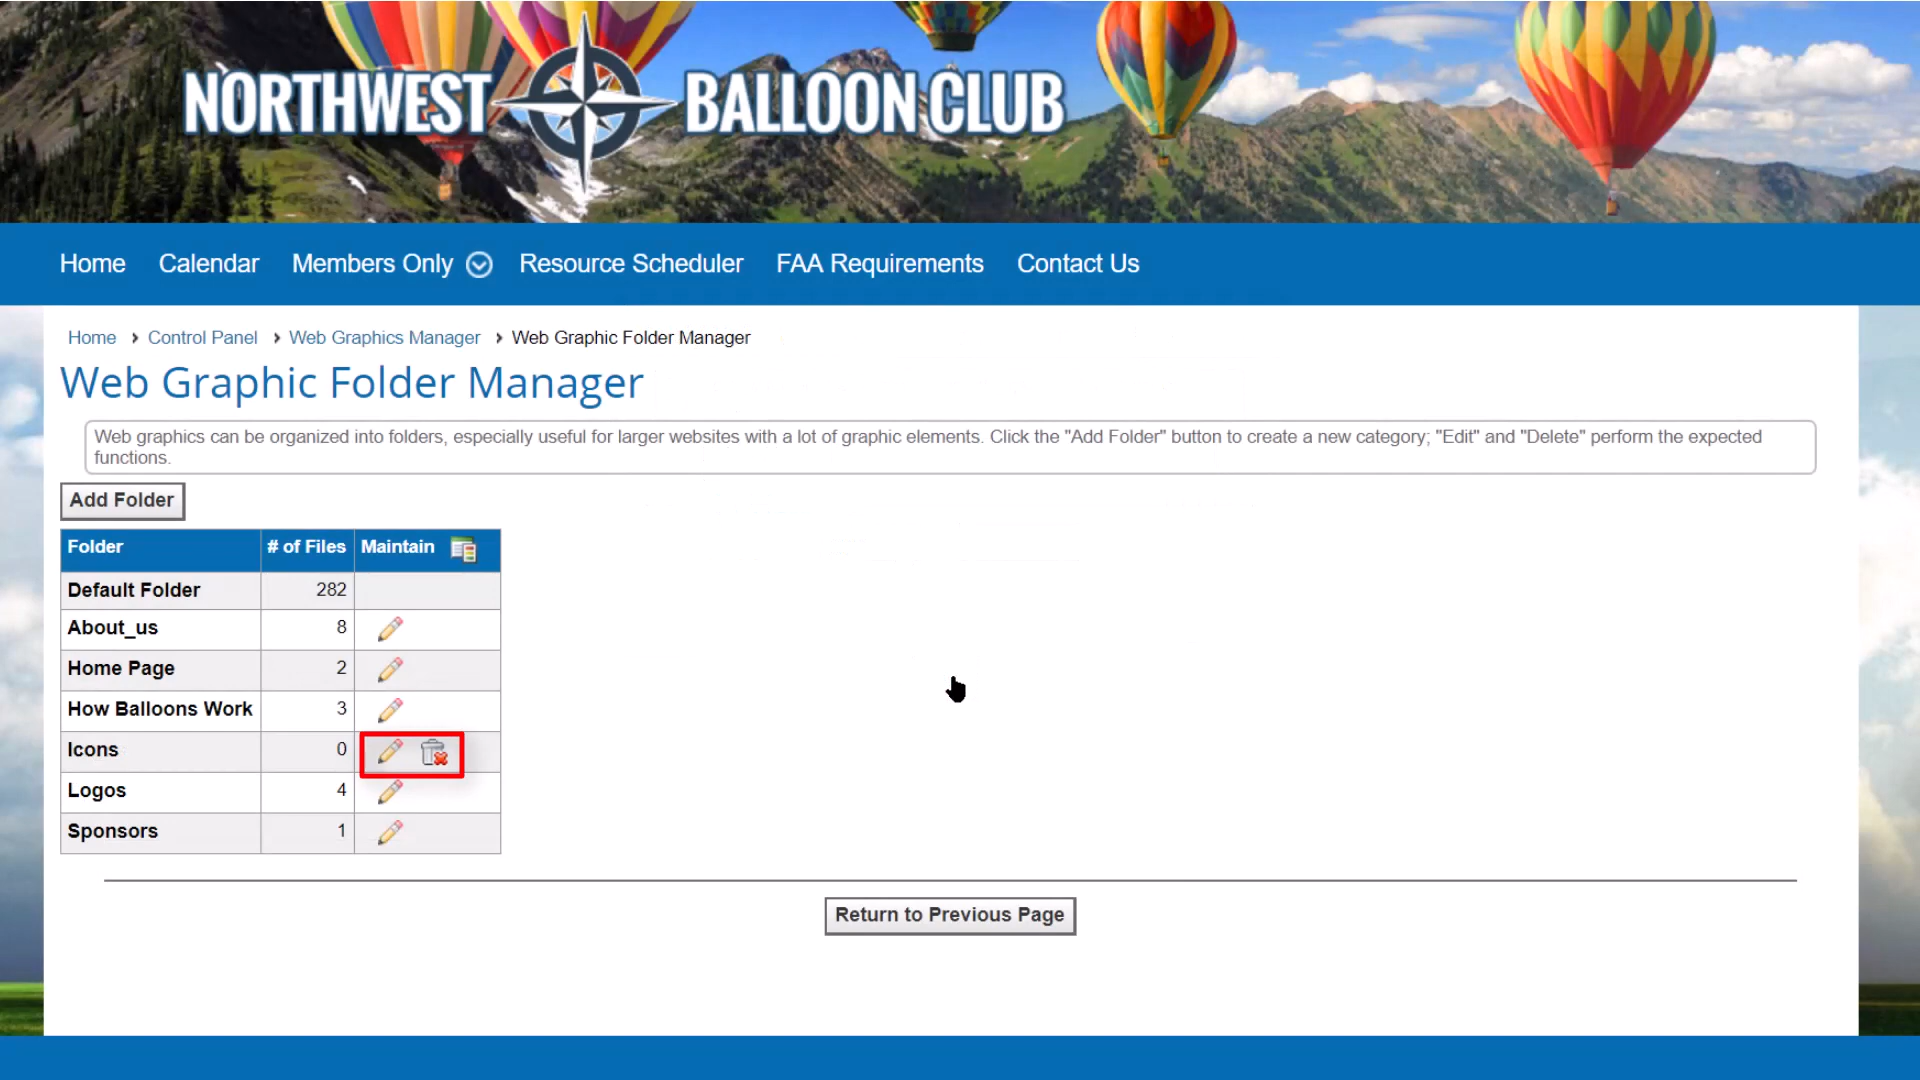 NORTHWEST BALLOON CLUB
Home Calendar Members Only Resource Scheduler FAA Requirements Contact Us
Home › Control Panel › Web Graphics Manager › Web Graphic Folder Manager
Web Graphic Folder Manager
Web graphics can be organized into folders, especially useful for larger websites with a lot of graphic elements. Click the "Add Folder" button to create a new category; "Edit" and "Delete" perform the expected
functions.
Add Folder
Folder # of Files Maintain
Default Folder 282
About_us 8
Home Page 2
How Balloons Work 3
Icons 0
Logos 4
Sponsors 1
Return to Previous Page